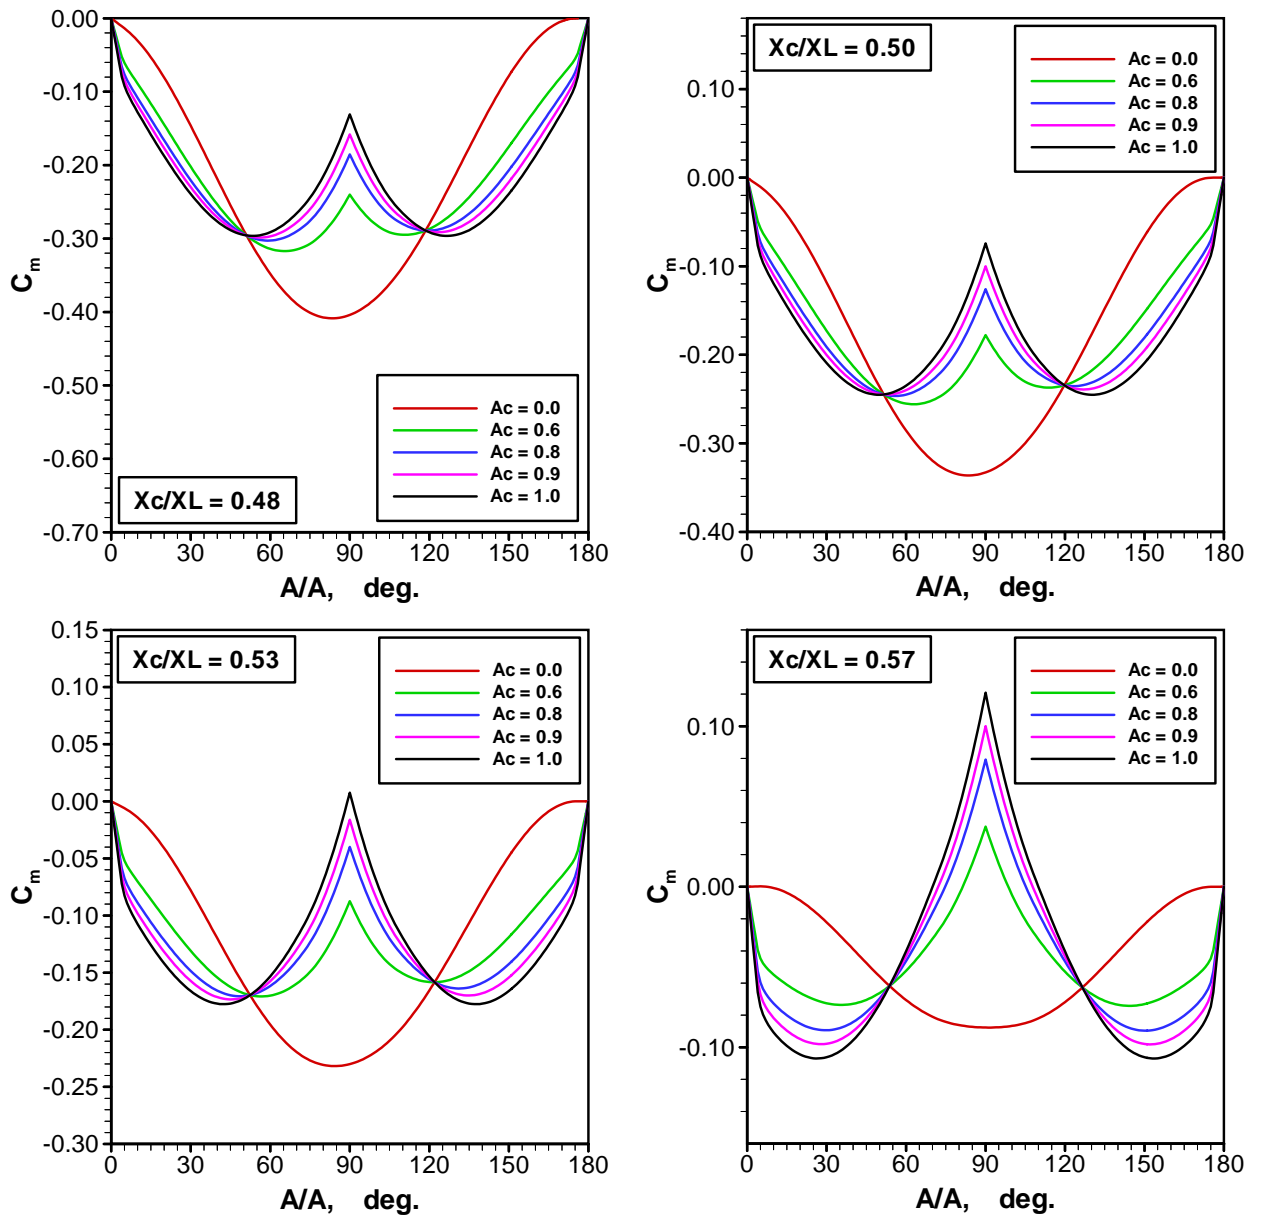 0.00
-0.10
-0.20
-0.30
-0.40
-0.50
-0.60
-0.70
Cm
Ac = 0.0
Ac = 0.6
Ac = 0.8
Ac = 0.9
Ac = 1.0
Xc/XL = 0.48
0 30 60 90 120 150 180
A/A, deg.
Xc/XL = 0.50
Ac = 0.0
Ac = 0.6
Ac = 0.8
Ac = 0.9
Ac = 1.0
0.10
0.00
-0.10
-0.20
-0.30
-0.40
Cm
0 30 60 90 120 150 180
A/A, deg.
0.15
0.10
0.05
0.00
-0.05
-0.10
-0.15
-0.20
-0.25
-0.30
Cm
Xc/XL = 0.53
Ac = 0.0
Ac = 0.6
Ac = 0.8
Ac = 0.9
Ac = 1.0
0 30 60 90 120 150 180
A/A, deg.
Xc/XL = 0.57
Ac = 0.0
Ac = 0.6
Ac = 0.8
Ac = 0.9
Ac = 1.0
0.10
0.00
-0.10
Cm
0 30 60 90 120 150 180
A/A, deg.